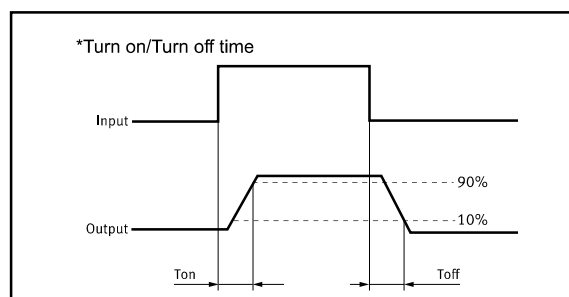 *Turn on/Turn off time
Input
90%
10%
Output
Ton
Toff